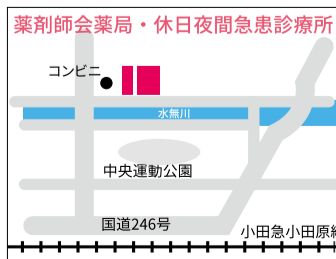 薬剤師会薬局・休日夜間急患診療所
コンビニ
水無川
中央運動公園
国道246号
小田急小田原線